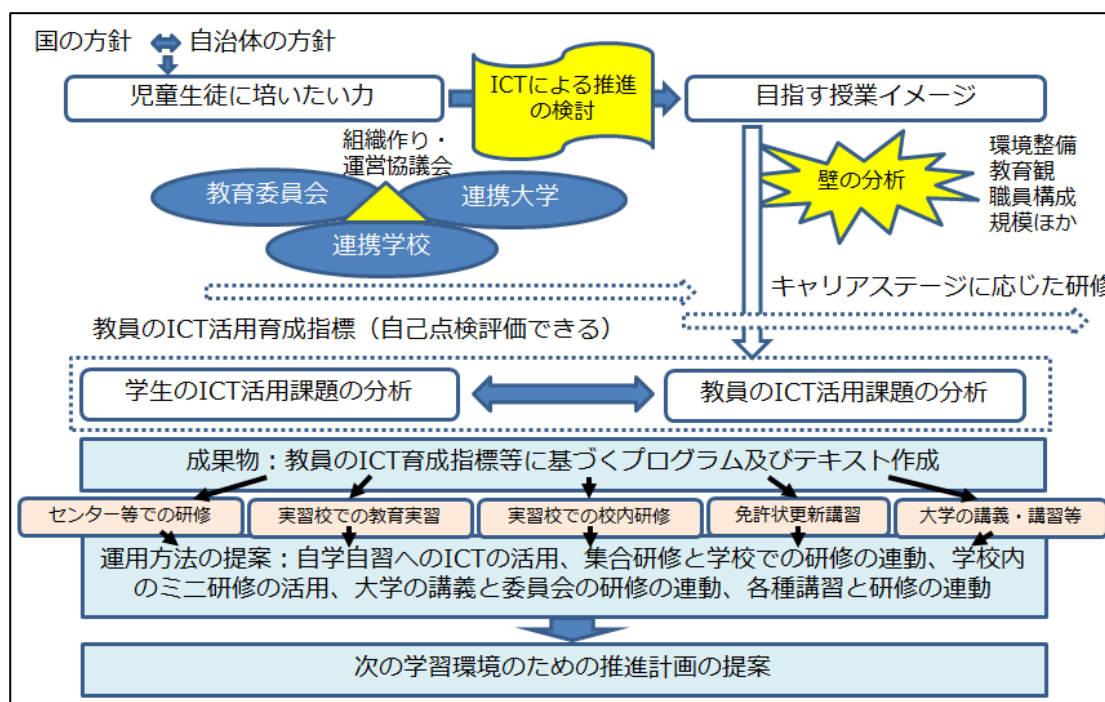 国の方針
自治体の方針
児童生徒に培いたい力
ICTによる推進
の検討
目指す授業イメージ
組織作り・
運営協議会
教育委員会
連携大学
連携学校
壁の分析
環境整備
教育観
職員構成
規模ほか
キャリアステージに応じた研修
教員のICT活用育成指標（自己点検評価できる）
学生のICT活用課題の分析
教員のICT活用課題の分析
成果物：教員のICT育成指標等に基づくプログラム及びテキスト作成
センター等での研修
実習校での教育実習
実習校での校内研修
免許状更新講習
大学の講義・講習等
運用方法の提案：自学自習へのICTの活用、集合研修と学校での研修の連動、学校内
のミニ研修の活用、大学の講義と委員会の研修の連動、各種講習と研修の連動
次の学習環境のための推進計画の提案